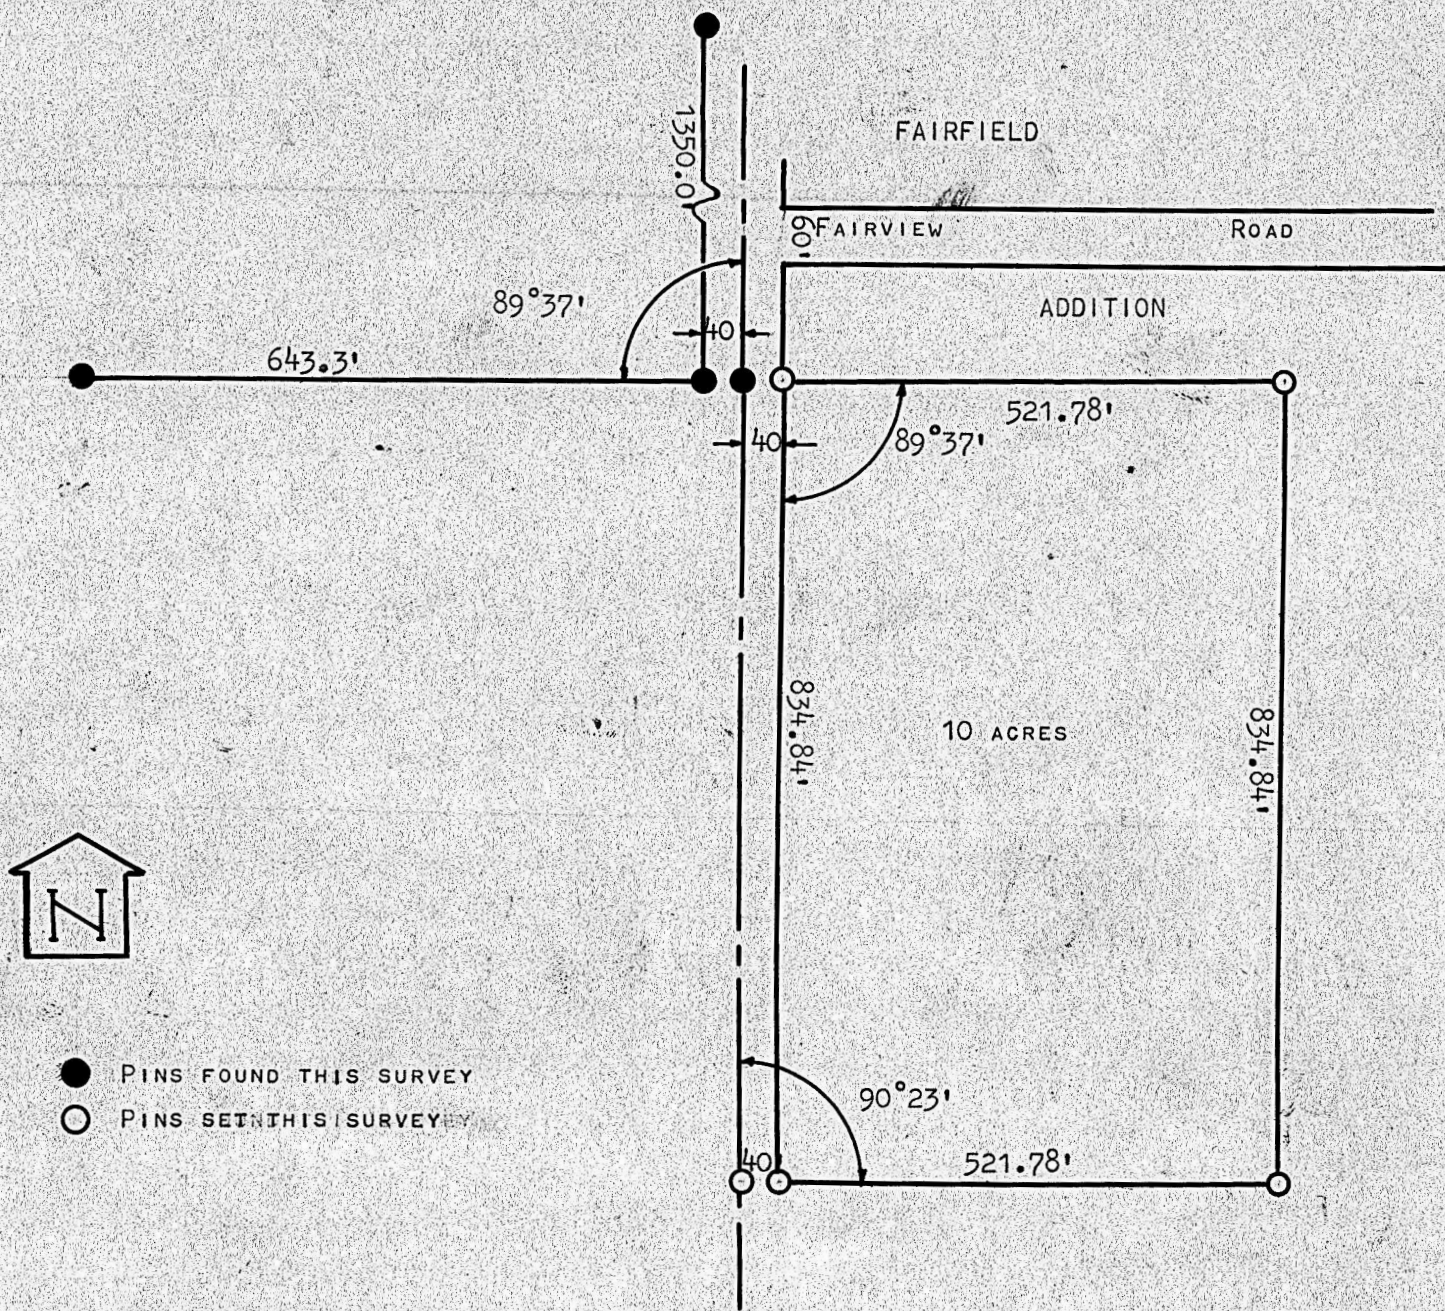 1350.0'
FAIRFIELD
60'
FAIRVIEW ROAD
89°37'
ADDITION
40
643.3'
521.78'
40
89°37'
834.84'
10 ACRES
834.84'
N
PINS FOUND THIS SURVEY
PINS SET THIS SURVEY
90°23'
40'
521.78'